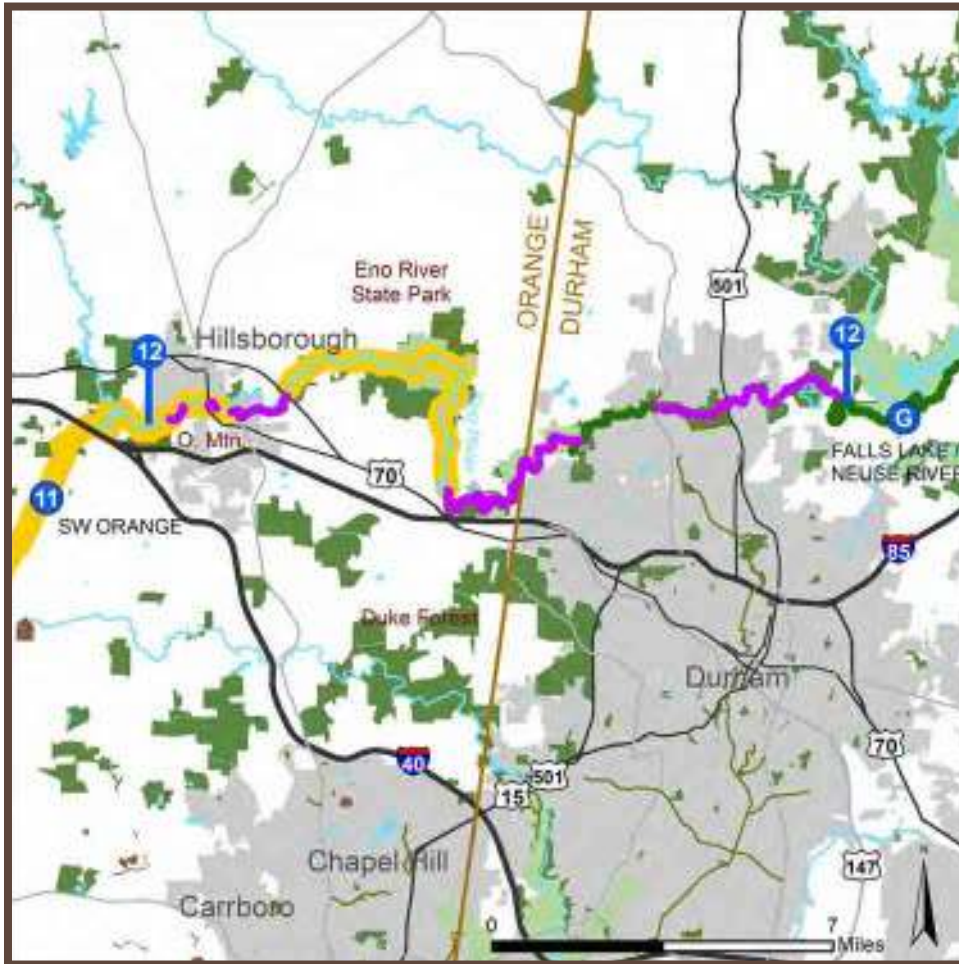 ORANGE
DURHAM
Eno River
State Park
501
12
Hillsborough
12
G
O. Mtn.
FALLS LAKE /
NEUSE RIVER
70
11
SW ORANGE
85
Duke Forest
Durham
40
501
15
70
Chapel Hill
147
Carrboro
N
0
7
Miles